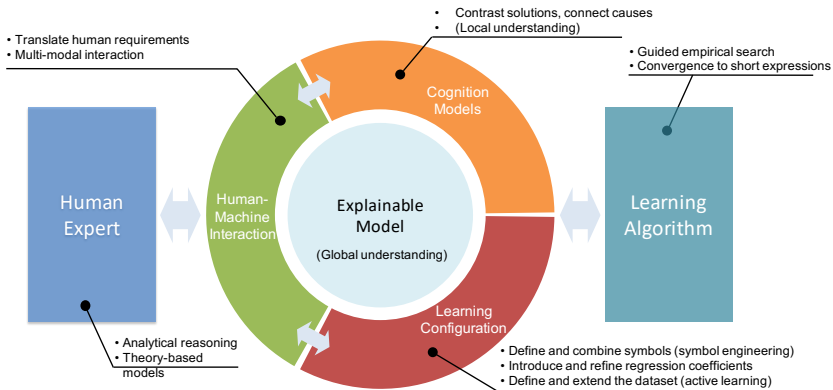 • Translate human requirements
• Multi-modal interaction
• Contrast solutions, connect causes
• (Local understanding)
• Guided empirical search
• Convergence to short expressions
Cognition
Models
Human
Expert
Human-
Machine
Interaction
Explainable
Model
(Global understanding)
Learning
Algorithm
Learning
Configuration
• Analytical reasoning
• Theory-based
models
• Define and combine symbols (symbol engineering)
• Introduce and refine regression coefficients
• Define and extend the dataset (active learning)